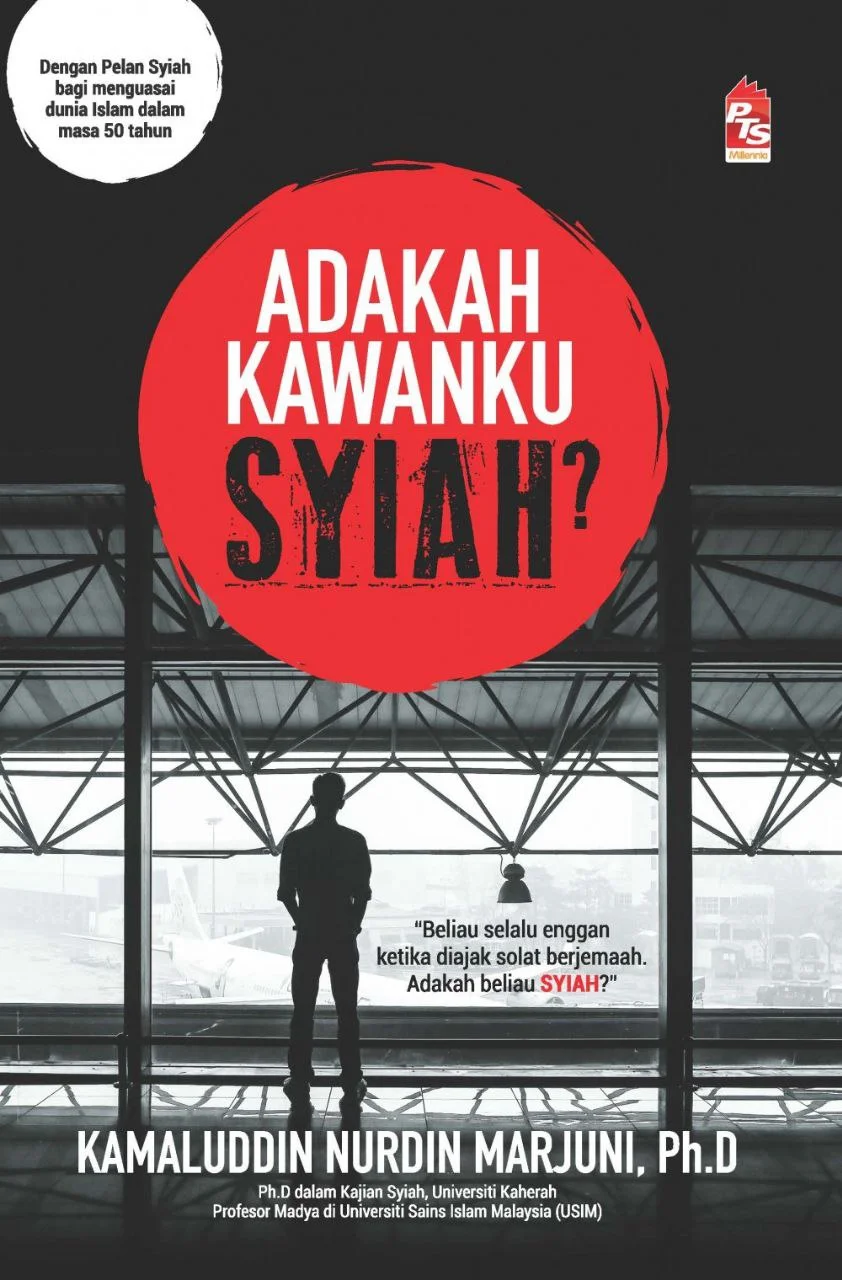 Dengan Pelan Syiah
bagi menguasai
dunia Islam dalam
masa 50 tahun
PTS
Millennia
ADAKAH
KAWANKU
SYIAH?
"Beliau selalu enggan
ketika diajak solat berjemaah.
Adakah beliau SYIAH?"
KAMALUDDIN NURDIN MARJUNI, Ph.D
Ph.D dalam Kajian Syiah, Universiti Kaherah
Profesor Madya di Universiti Sains Islam Malaysia (USIM)